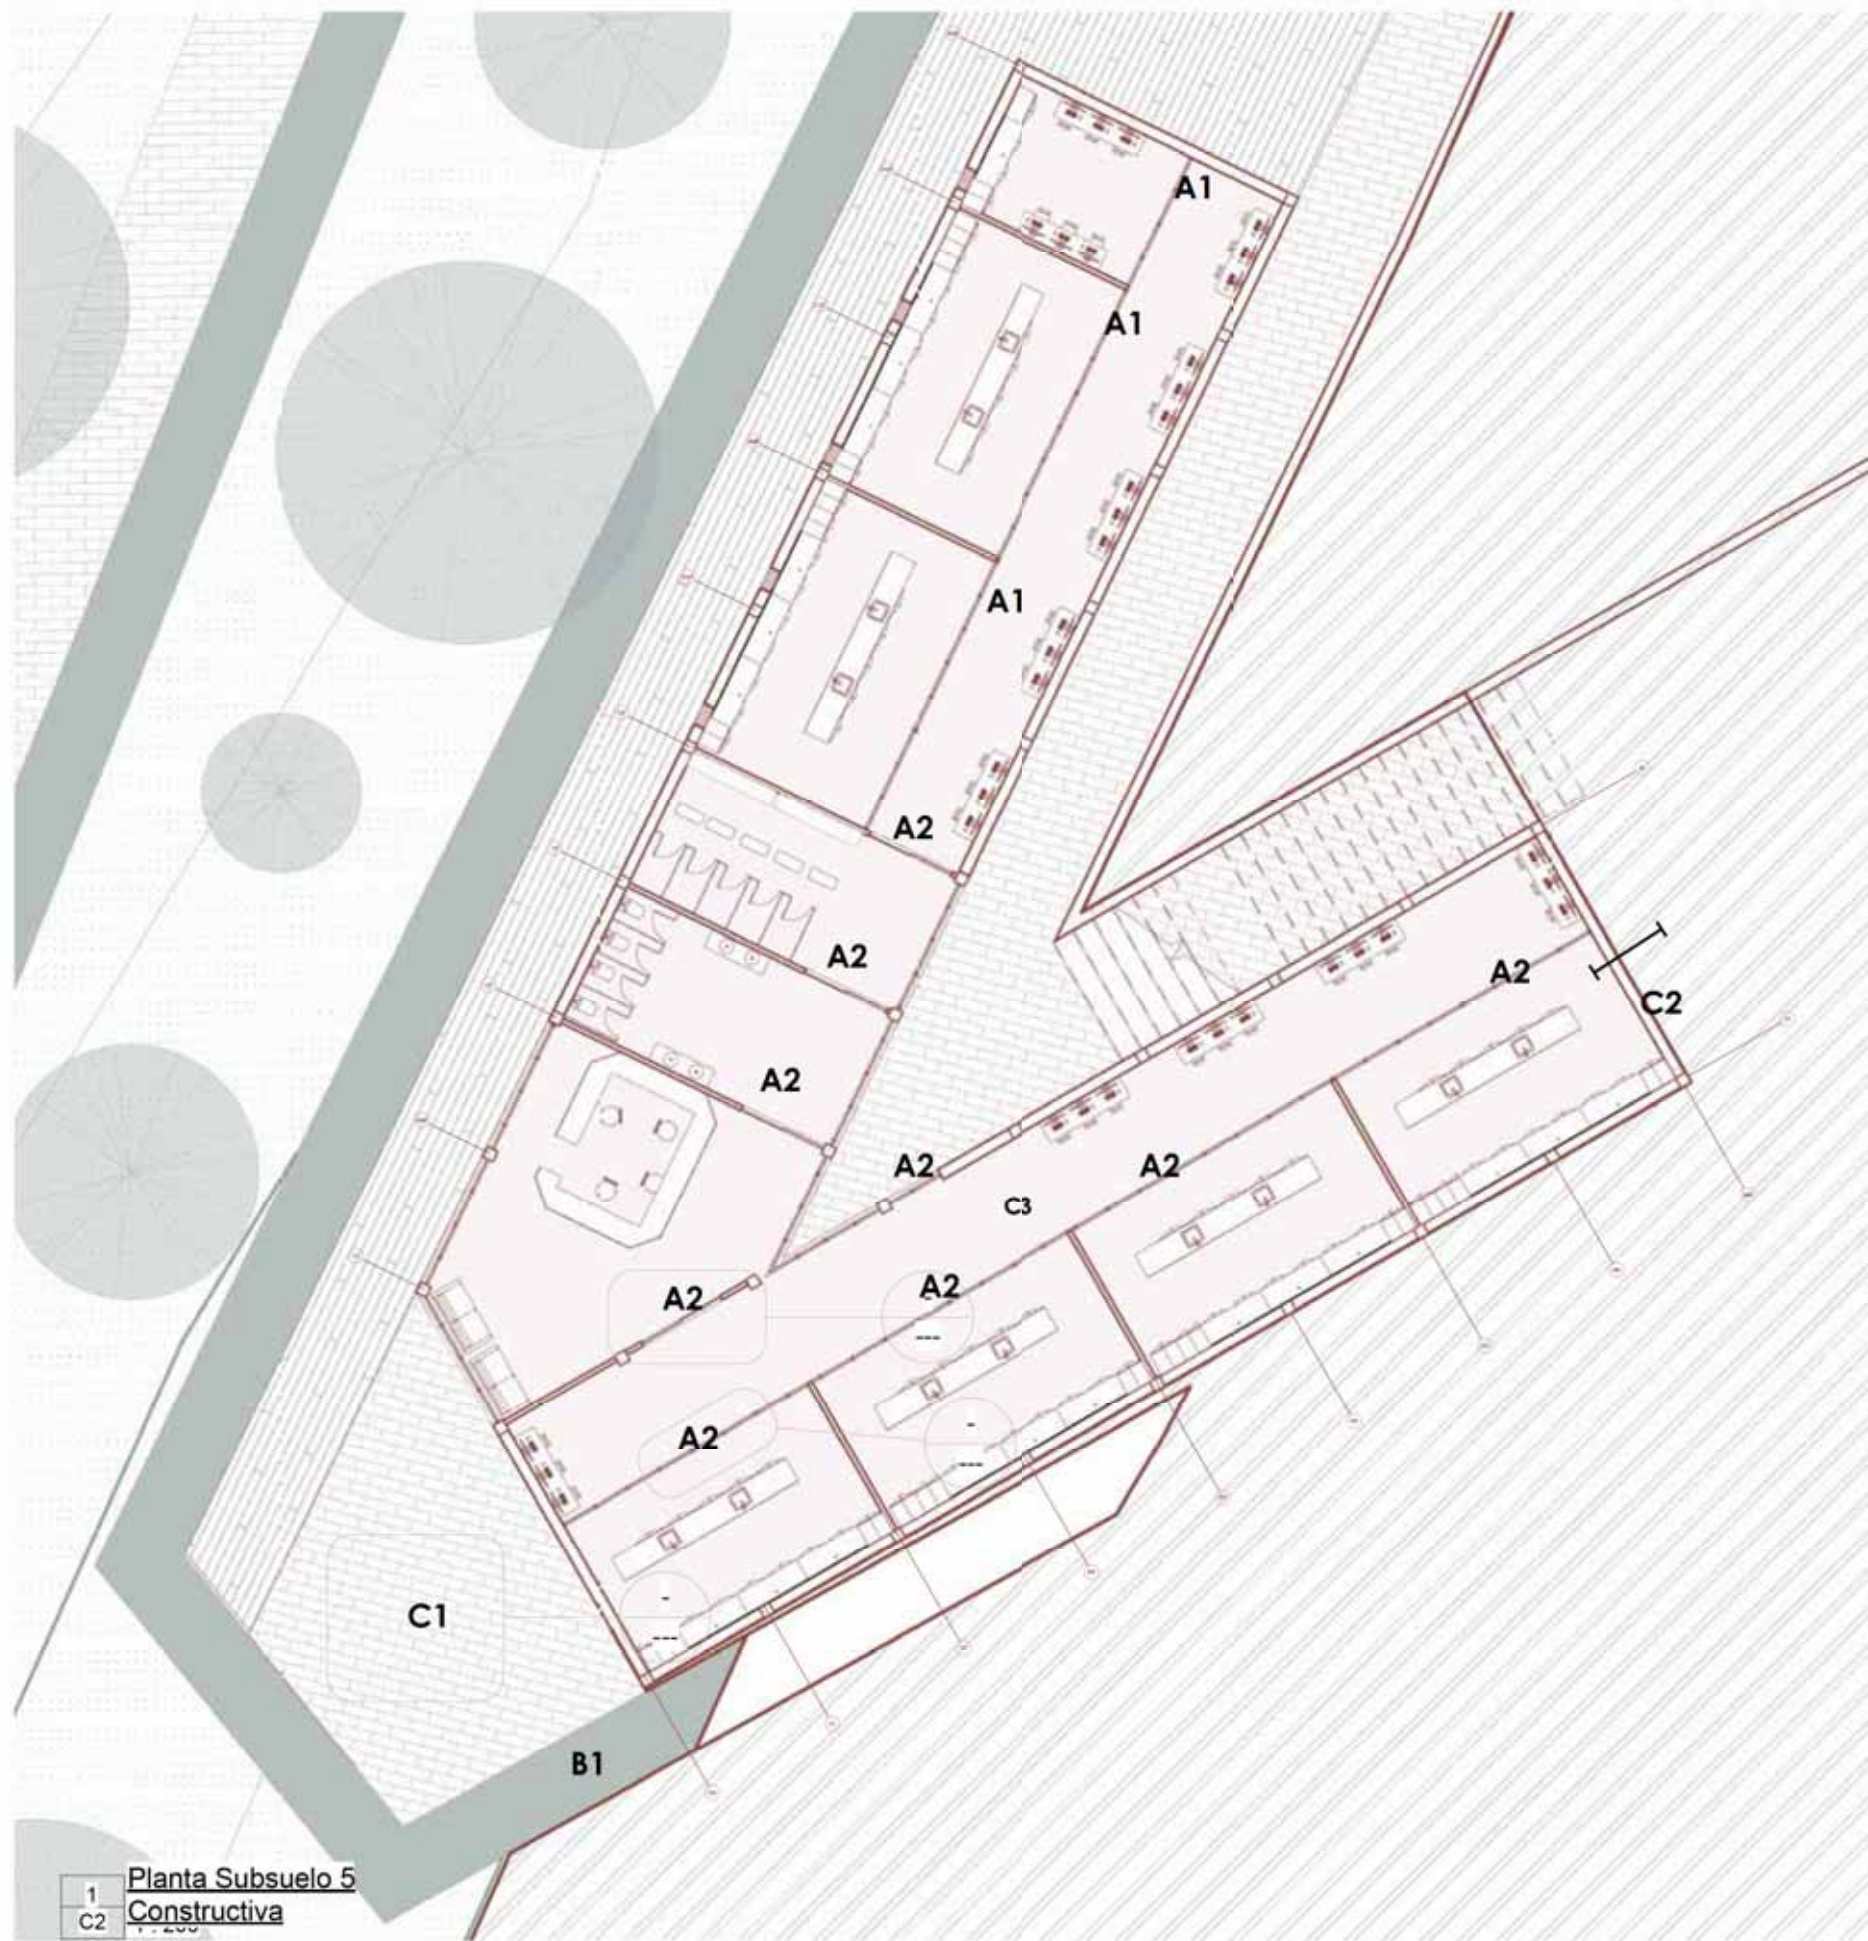 A1
A1
A1
A2
A2
A2
C2
A2
A2
A2
C3
A2
A2
---
-
A2
---
C1
-
---
B1
1
Planta Subsuelo 5
C2
Constructiva